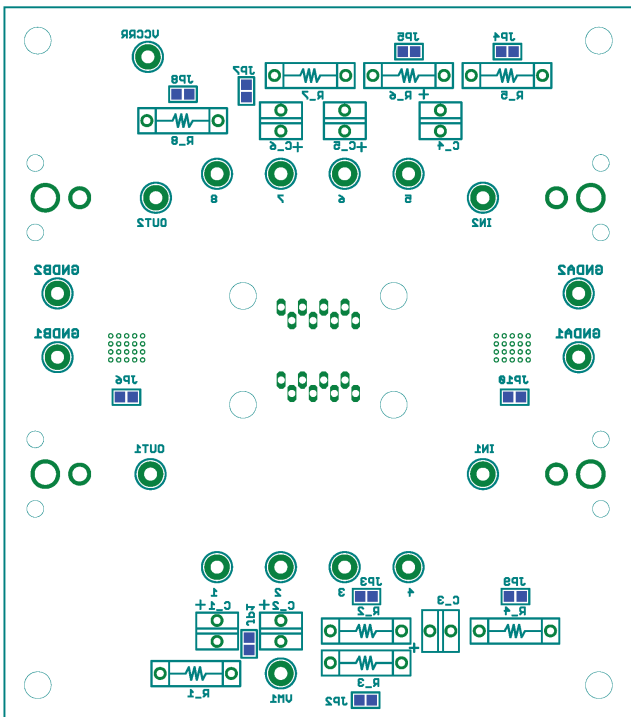 VCCRR
JP5
JP4
JP7
JP8
R_7
R_6 +
R_5
R_8
C_6 +
C_5 +
C_4
8
7
6
5
OUT2
IN2
GNDB2
GNDA2
GNDB1
GNDA1
JP6
JP10
OUT1
IN1
1
2
3
4
JP3
JP9
+ C_1
+ C_2
JP1
R_2
C_3
R_4
+
R_1
VM1
R_3
JP2